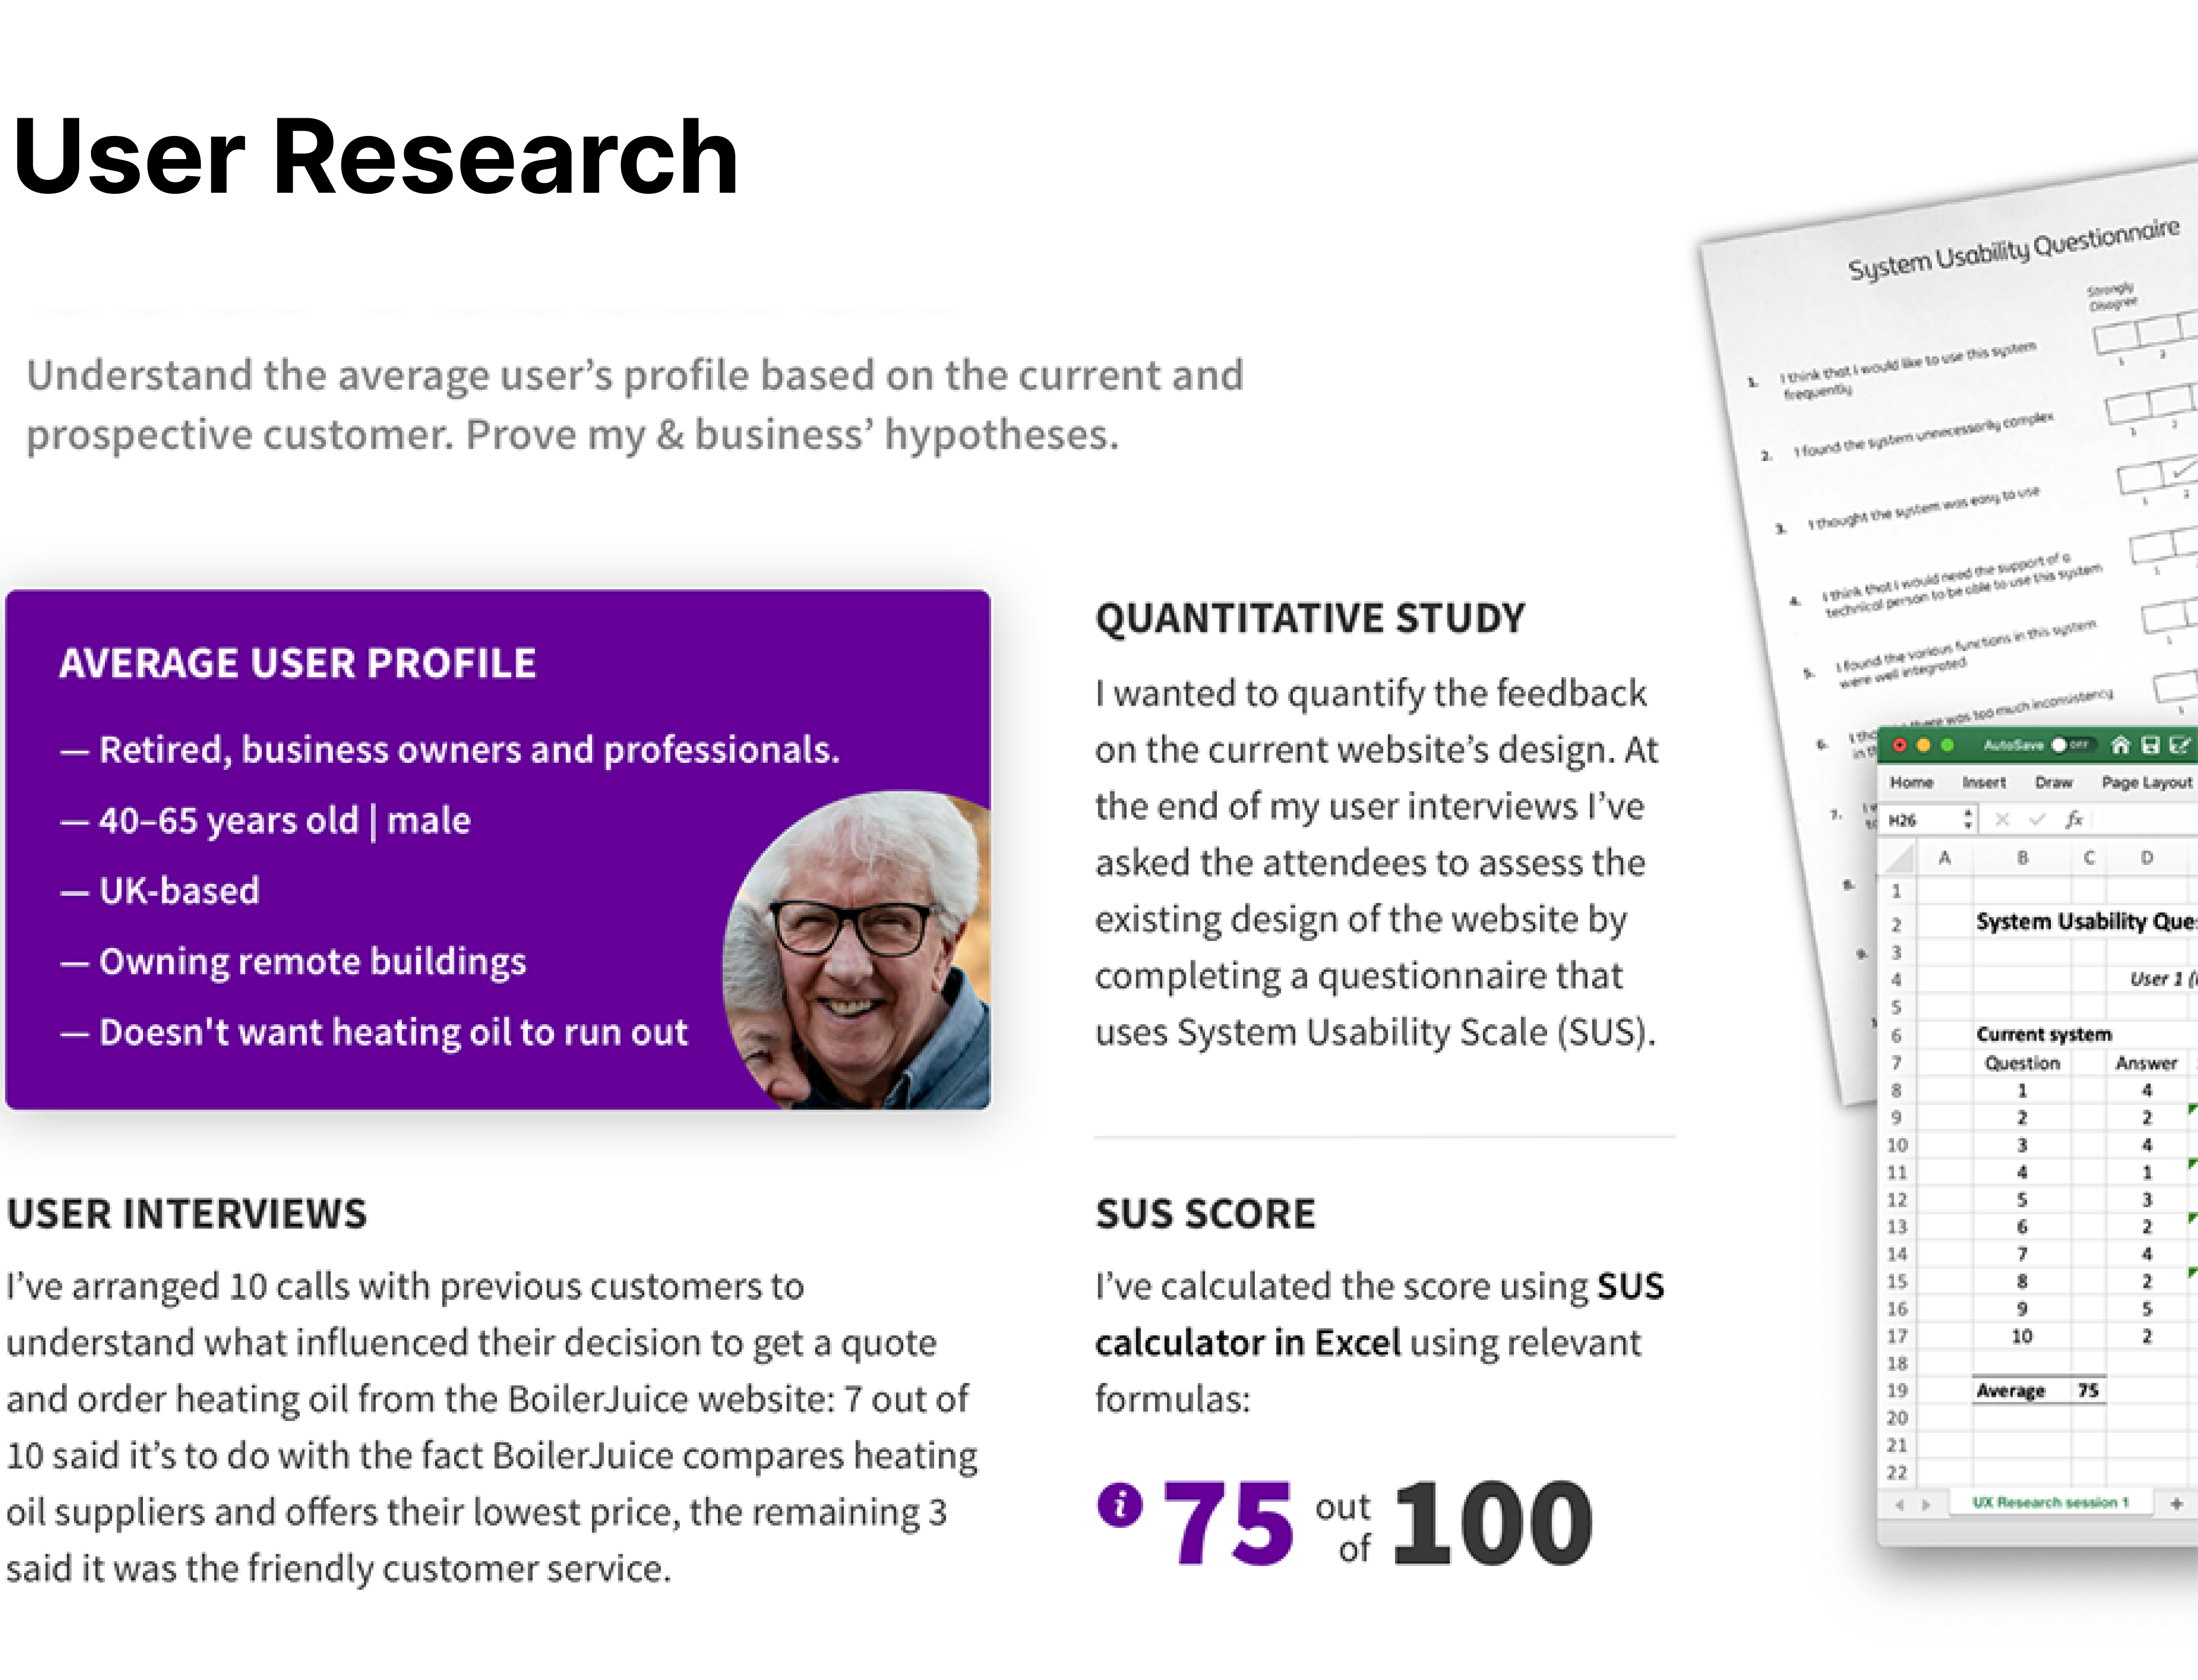 User Research
Understand the average user’s profile based on the current and
prospective customer. Prove my & business’ hypotheses.
AVERAGE USER PROFILE
— Retired, business owners and professionals.
— 40–65 years old | male
— UK-based
— Owning remote buildings
— Doesn't want heating oil to run out
USER INTERVIEWS
I’ve arranged 10 calls with previous customers to
understand what influenced their decision to get a quote
and order heating oil from the BoilerJuice website: 7 out of
10 said it’s to do with the fact BoilerJuice compares heating
oil suppliers and offers their lowest price, the remaining 3
said it was the friendly customer service.
QUANTITATIVE STUDY
I wanted to quantify the feedback
on the current website’s design. At
the end of my user interviews I’ve
asked the attendees to assess the
existing design of the website by
completing a questionnaire that
uses System Usability Scale (SUS).
SUS SCORE
I’ve calculated the score using SUS
calculator in Excel using relevant
formulas:
i 75 out of 100
System Usability Questionnaire
Strongly
Disagree
1. I think that I would like to use this system
frequently
1 2
2. I found the system unnecessarily complex
1 2
3. I thought the system was easy to use
1 2
4. I think that I would need the support of a
technical person to be able to use this system
1
5. I found the various functions in this system
were well integrated
1
6. I tho there was too much inconsistency
in th
1
7.
8.
9.
AutoSave OFF
Home Insert Draw Page Layout
H26 fx
A B C D
1
2 System Usability Que
3
4 User 1 (
5
6 Current system
7 Question Answer
8 1 4
9 2 2
10 3 4
11 4 1
12 5 3
13 6 2
14 7 4
15 8 2
16 9 5
17 10 2
18
19 Average 75
20
21
22
UX Research session 1 +